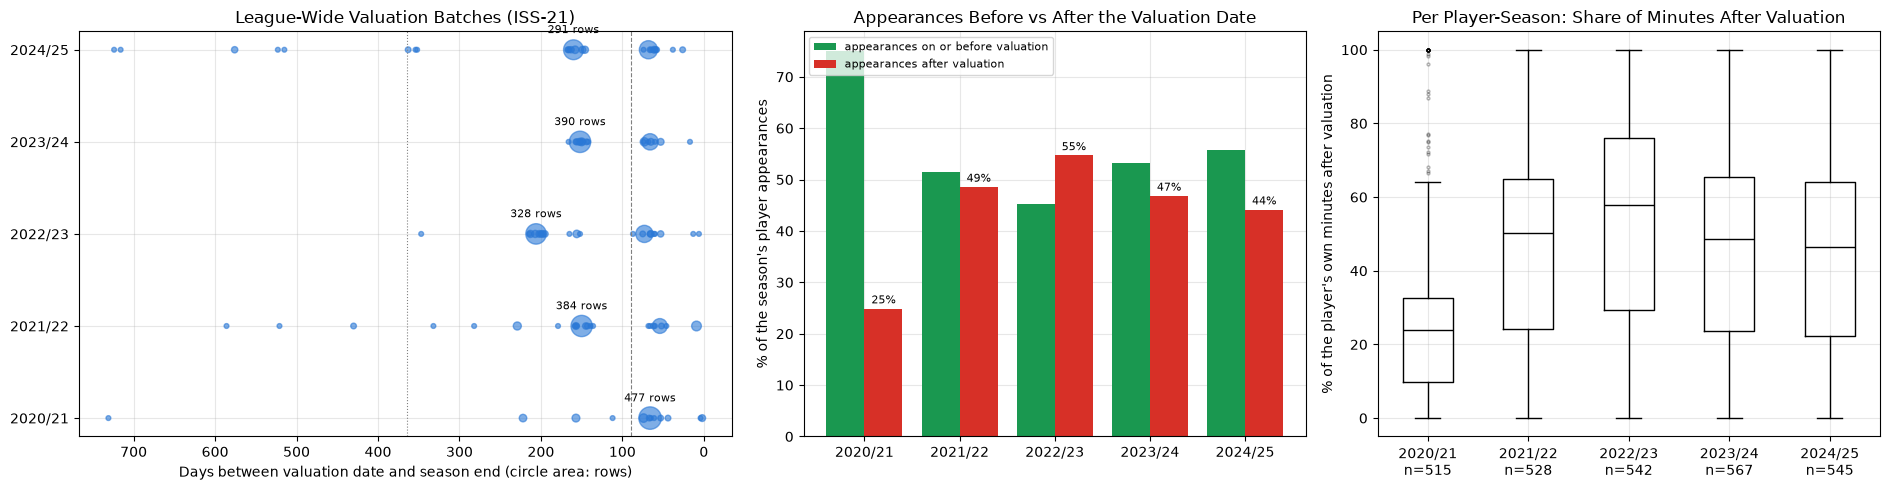 League-Wide Valuation Batches (ISS-21)
291 rows
390 rows
328 rows
384 rows
477 rows
2024/25
2023/24
2022/23
2021/22
2020/21
700 600 500 400 300 200 100 0
Days between valuation date and season end (circle area: rows)
Appearances Before vs After the Valuation Date
appearances on or before valuation
appearances after valuation
% of the season's player appearances
70
60
50
40
30
20
10
0
25%
49%
55%
47%
44%
2020/21 2021/22 2022/23 2023/24 2024/25
Per Player-Season: Share of Minutes After Valuation
% of the player's own minutes after valuation
100
80
60
40
20
0
2020/21 2021/22 2022/23 2023/24 2024/25
n=515 n=528 n=542 n=567 n=545